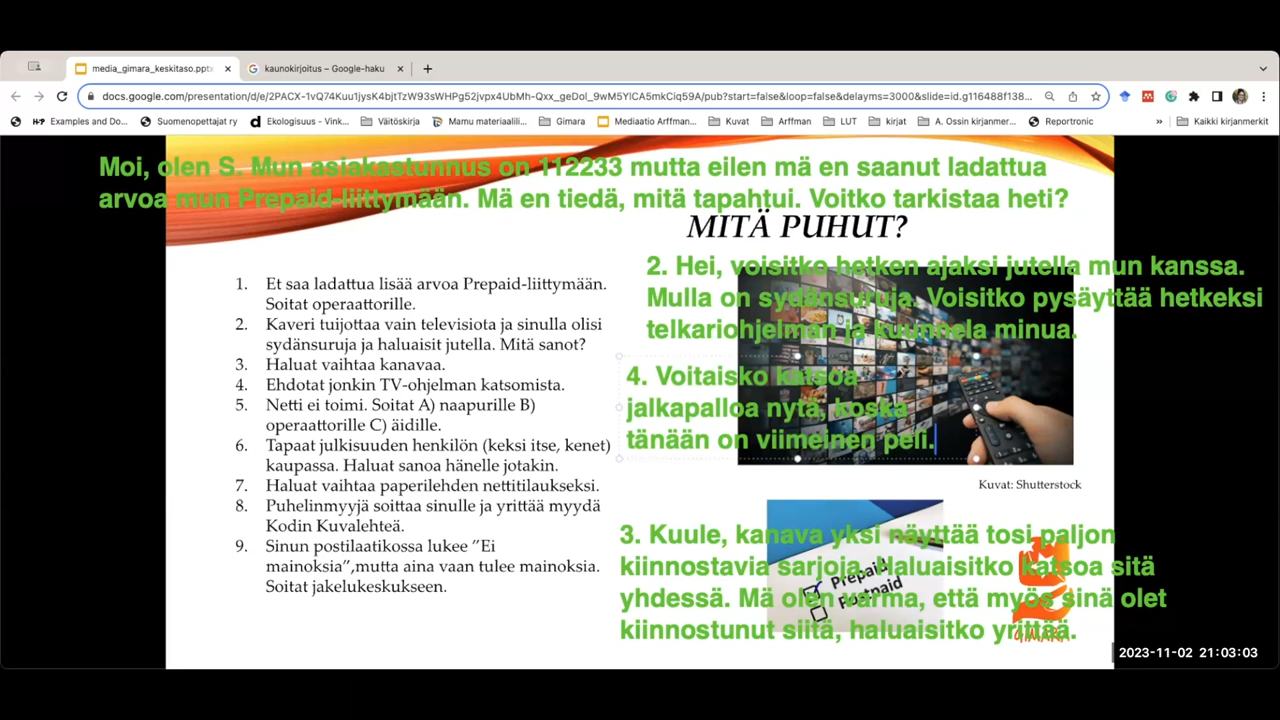 media_gimara_keskitaso.pptx
kaunokirjoitus – Google-haku
docs.google.com/presentation/d/e/2PACX-1vQ74Kuu1jysK4bjtTzW93sWHPg52jvpx4UbMh-Qxx_geDol_9wM5YlCA5mkCiq59A/pub?start=false&loop=false&delayms=3000&slide=id.g116488f138...
Examples and Do... Suomenopettajat ry Ekologisuus - Vink... Väitöskirja Mamu materiaalii... Gimara Mediaatio Arffman... Kuvat Arffman LUT kirjat A. Ossin kirjanmer... Reportronic » Kaikki kirjanmerkit
Moi, olen S. Mun asiakastunnus on 112233 mutta eilen mä en saanut ladattua
arvoa mun Prepaid-liittymään. Mä en tiedä, mitä tapahtui. Voitko tarkistaa heti?
MITÄ PUHUT?
1. Et saa ladattua lisää arvoa Prepaid-liittymään.
Soitat operaattorille.
2. Kaveri tuijottaa vain televisiota ja sinulla olisi
sydänsuruja ja haluaisit jutella. Mitä sanot?
3. Haluat vaihtaa kanavaa.
4. Ehdotat jonkin TV-ohjelman katsomista.
5. Netti ei toimi. Soitat A) naapurille B)
operaattorille C) äidille.
6. Tapaat julkisuuden henkilön (keksi itse, kenet)
kaupassa. Haluat sanoa hänelle jotakin.
7. Haluat vaihtaa paperilehden nettitilaukseksi.
8. Puhelinmyyjä soittaa sinulle ja yrittää myydä
Kodin Kuvalehteä.
9. Sinun postilaatikossa lukee ”Ei
mainoksia”,mutta aina vaan tulee mainoksia.
Soitat jakelukeskukseen.
2. Hei, voisitko hetken ajaksi jutella mun kanssa.
Mulla on sydänsuruja. Voisitko pysäyttää hetkeksi
telkariohjelman ja kuunnela minua.
4. Voitaisko katsoa
jalkapalloa nytä, koska
tänään on viimeinen peli.
Kuvat: Shutterstock
3. Kuule, kanava yksi näyttää tosi paljon
kiinnostavia sarjoja. Haluaisitko katsoa sitä
yhdessä. Mä olen varma, että myös sinä olet
kiinnostunut siitä, haluaisitko yrittää.
Prepaid
Postpaid
GIMARA
2023-11-02 21:03:03